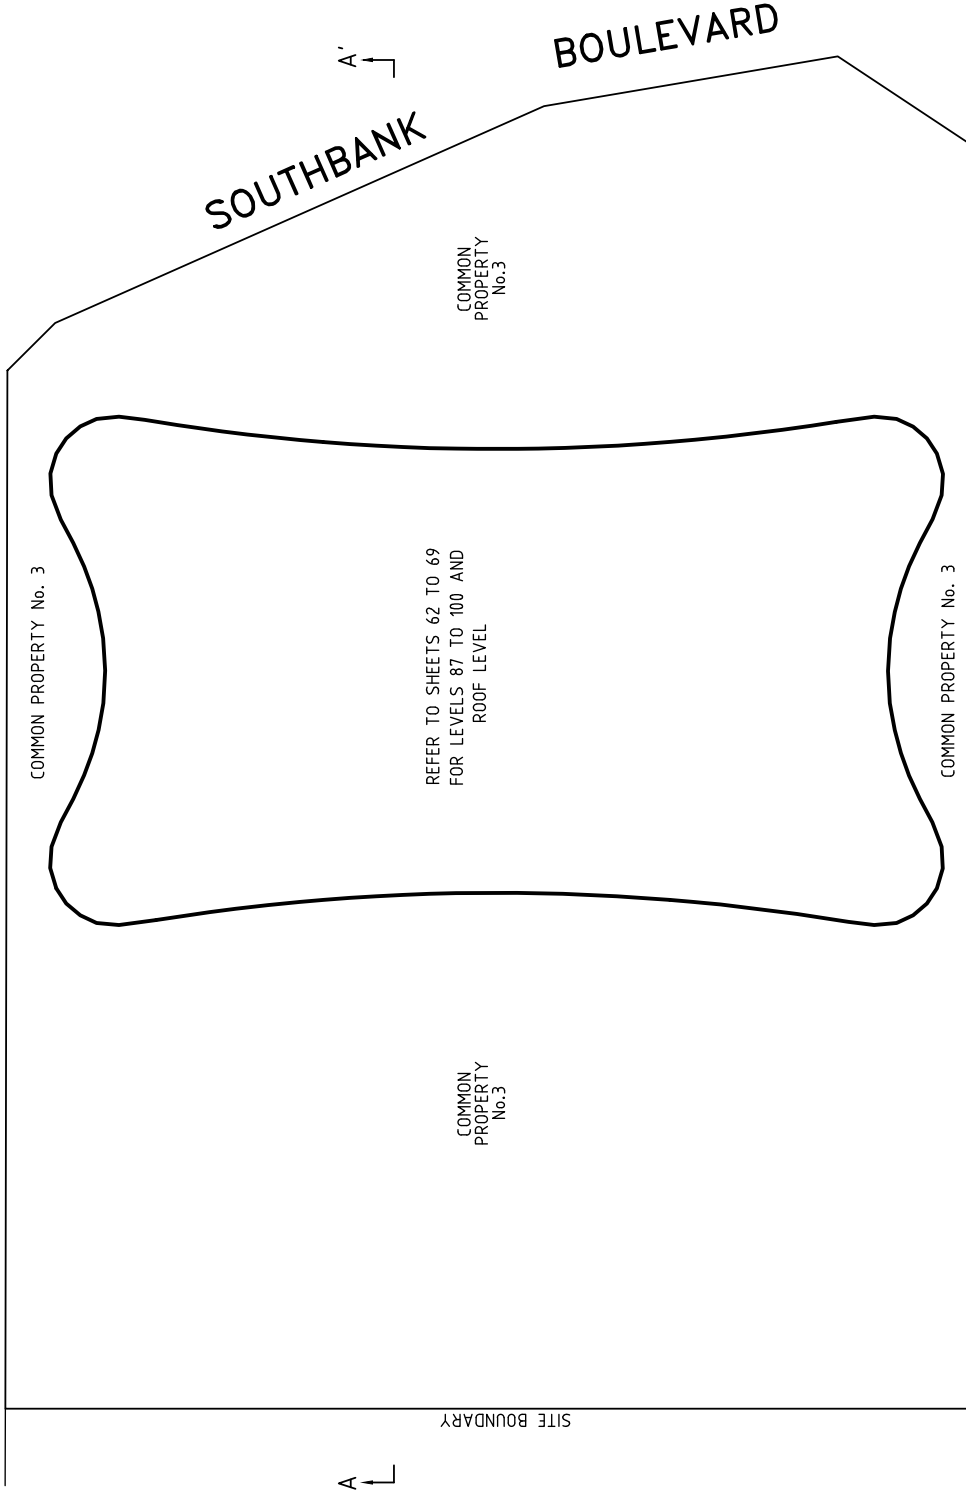 A'
BOULEVARD
SOUTHBANK
COMMON
PROPERTY
No.3
COMMON PROPERTY No. 3
REFER TO SHEETS 62 TO 69
FOR LEVELS 87 TO 100 AND
ROOF LEVEL
COMMON PROPERTY No. 3
COMMON
PROPERTY
No.3
SITE BOUNDARY
A